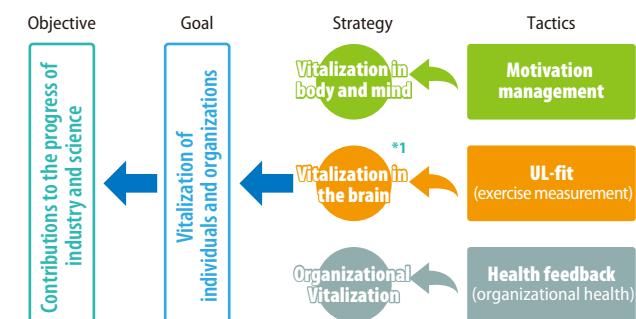 Objective
Goal
Strategy
Tactics
Contributions to the progress of
industry and science
Vitalization of
individuals and organizations
Vitalization in
body and mind
Motivation
management
*1
Vitalization in
the brain
UL-fit
(exercise measurement)
Organizational
Vitalization
Health feedback
(organizational health)